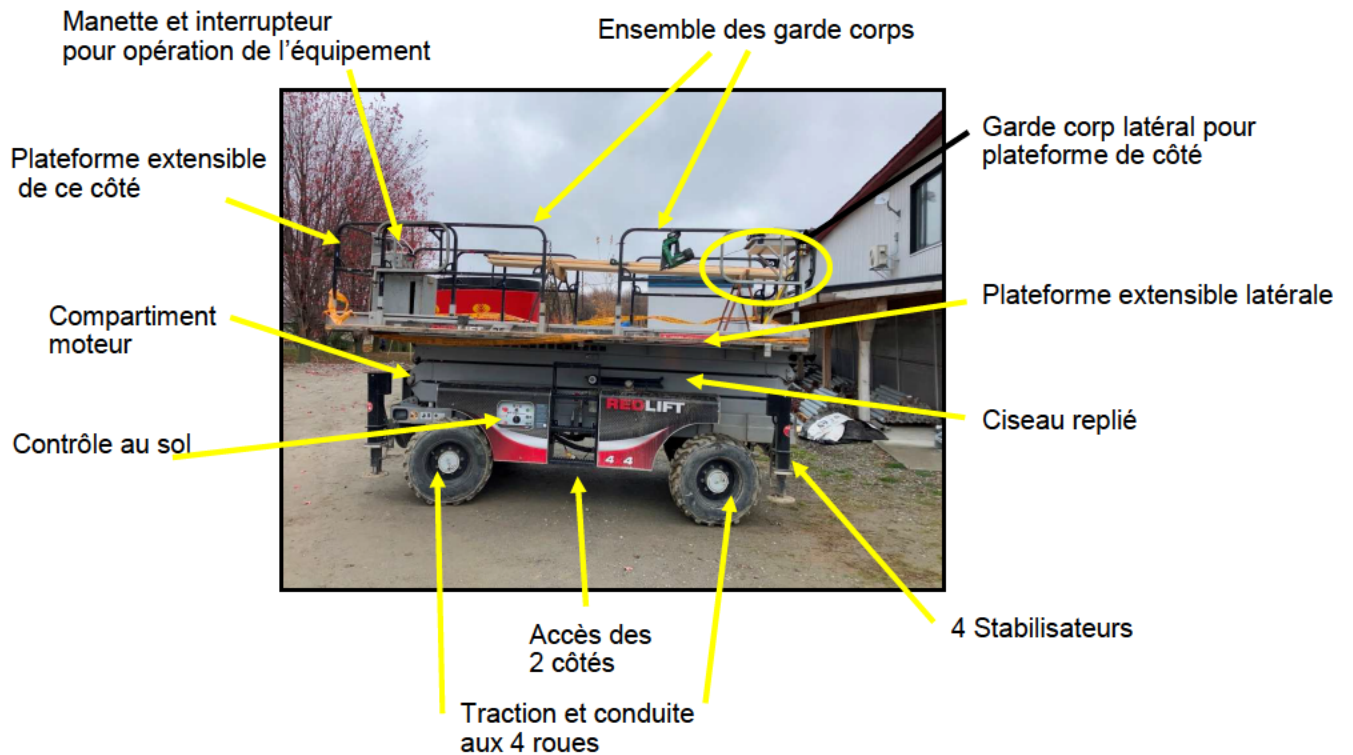 Manette et interrupteur
pour opération de l'équipement
Ensemble des garde corps
Garde corp latéral pour
plateforme de côté
Plateforme extensible
de ce côté
Plateforme extensible latérale
Compartiment
moteur
Ciseau replié
REDLIFT
Contrôle au sol
4 4
4 Stabilisateurs
Accès des
2 côtés
Traction et conduite
aux 4 roues